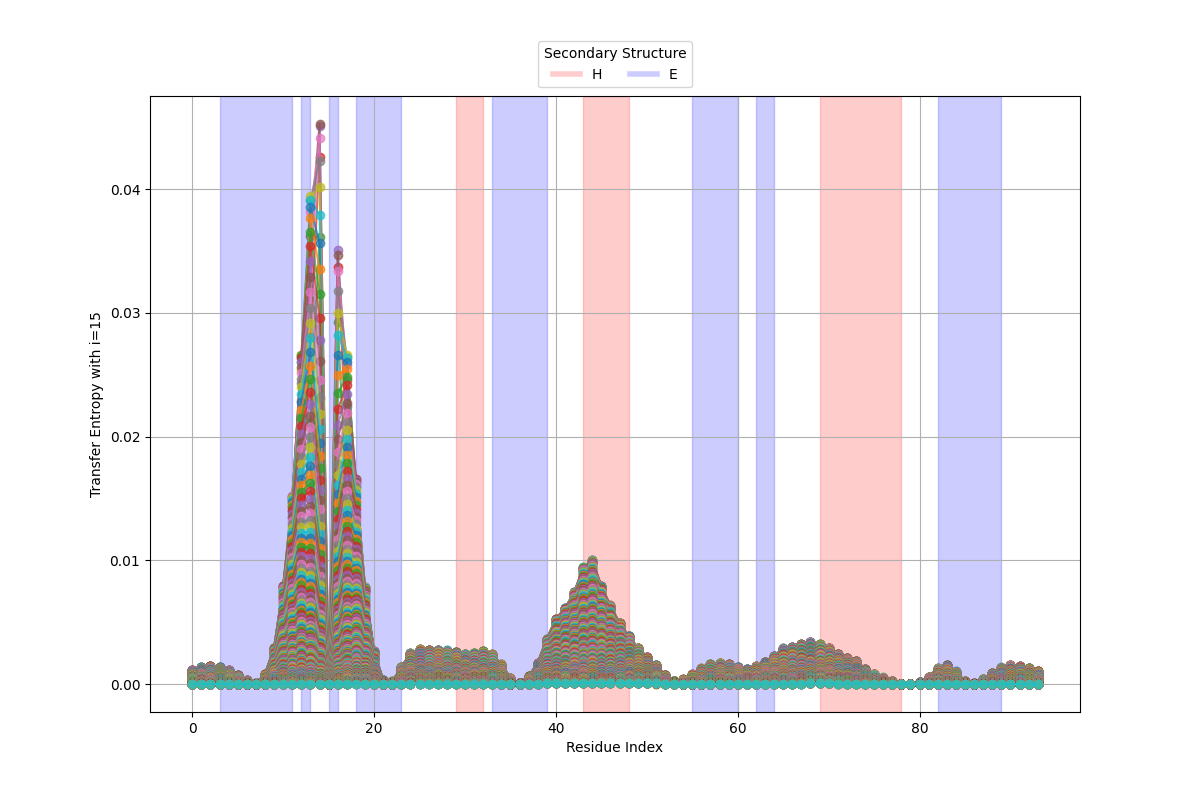 Secondary Structure
H E
0.04
0.03
0.02
0.01
0.00
Transfer Entropy with i=15
0 20 40 60 80
Residue Index